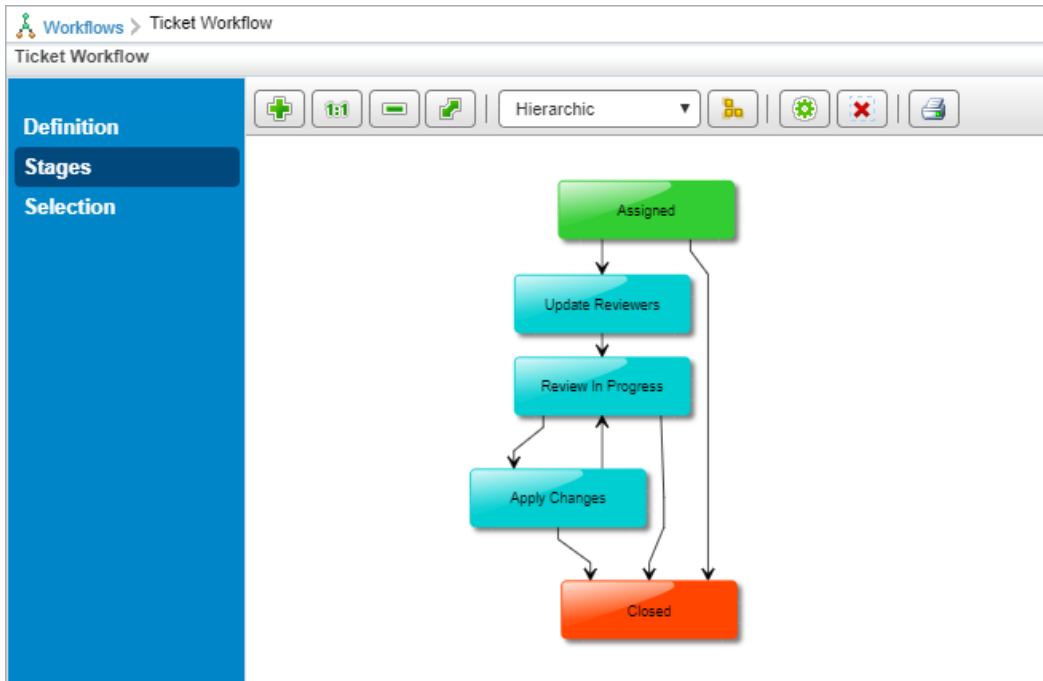 Workflows > Ticket Workflow
Ticket Workflow
Definition
Stages
Selection
1:1
Hierarchic
Assigned
Update Reviewers
Review In Progress
Apply Changes
Closed